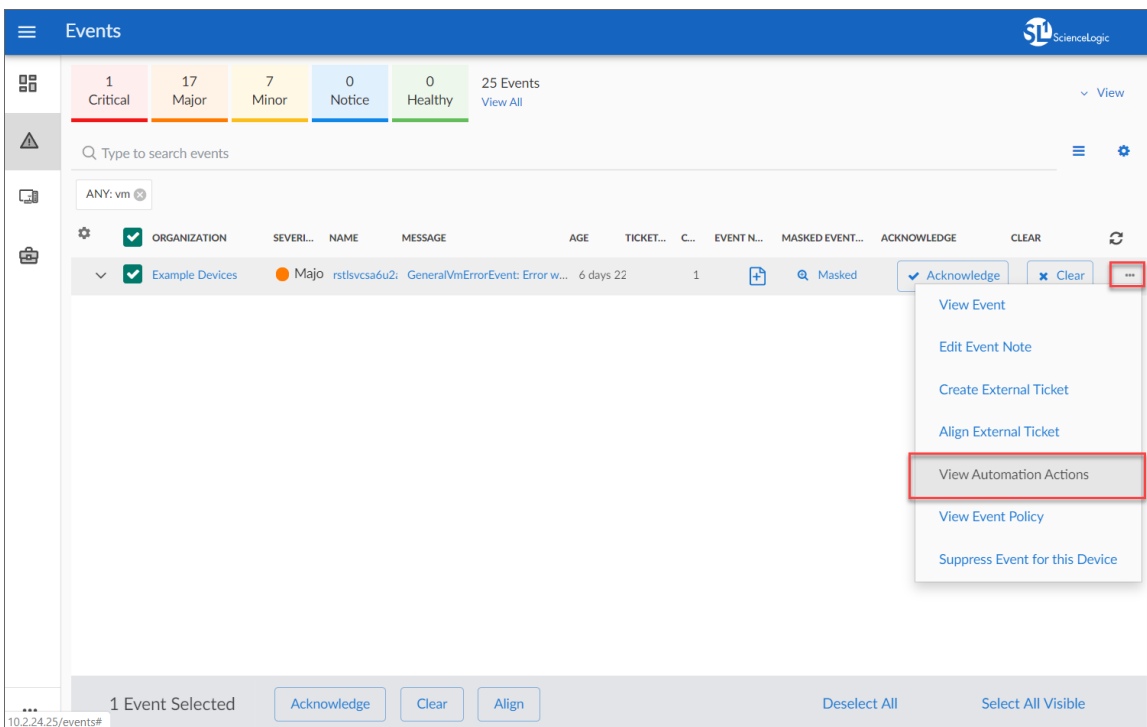 Events
SL1 ScienceLogic
1 Critical
17 Major
7 Minor
0 Notice
0 Healthy
25 Events
View All
View
Type to search events
ANY: vm
ORGANIZATION SEVERI... NAME MESSAGE AGE TICKET... C... EVENT N... MASKED EVENT... ACKNOWLEDGE CLEAR
Example Devices Majo rstlsvcsa6u2: GeneralVmErrorEvent: Error w... 6 days 22 1 Masked Acknowledge Clear ...
View Event
Edit Event Note
Create External Ticket
Align External Ticket
View Automation Actions
View Event Policy
Suppress Event for this Device
1 Event Selected Acknowledge Clear Align Deselect All Select All Visible
10.2.24.25/events#